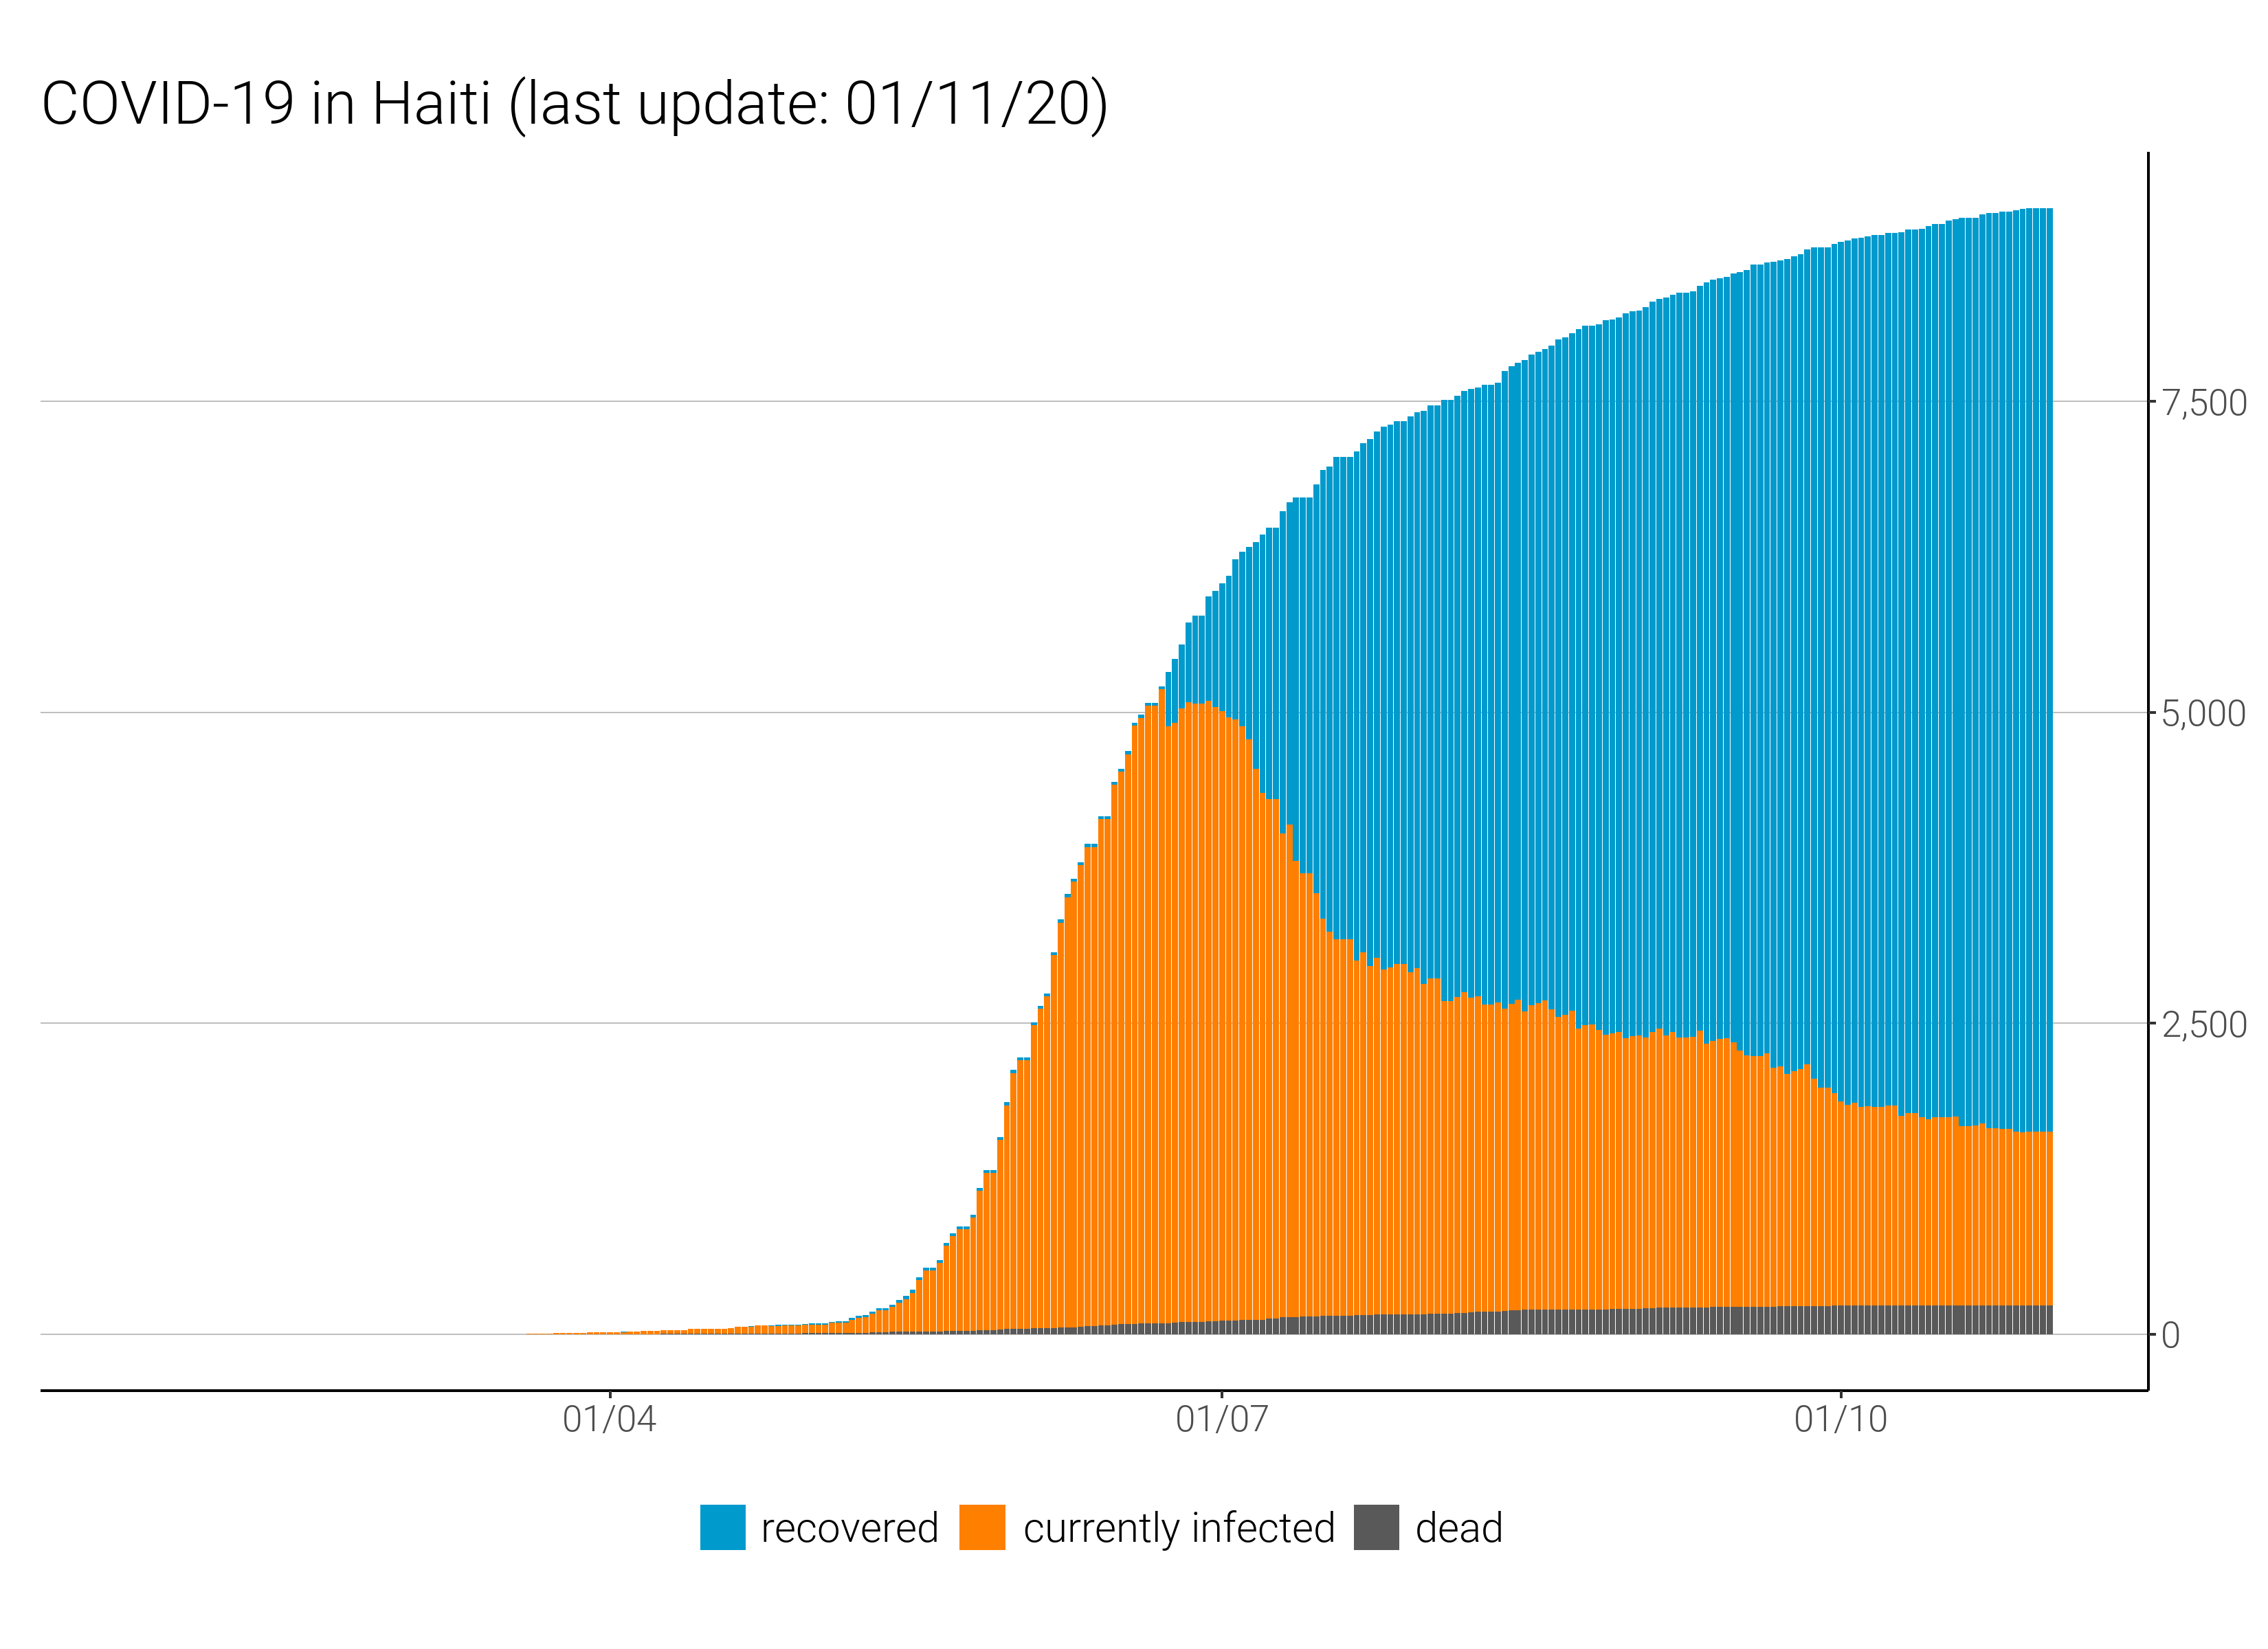 COVID-19 in Haiti (last update: 01/11/20)
7,500
5,000
2,500
0
01/04 01/07 01/10
recovered currently infected dead